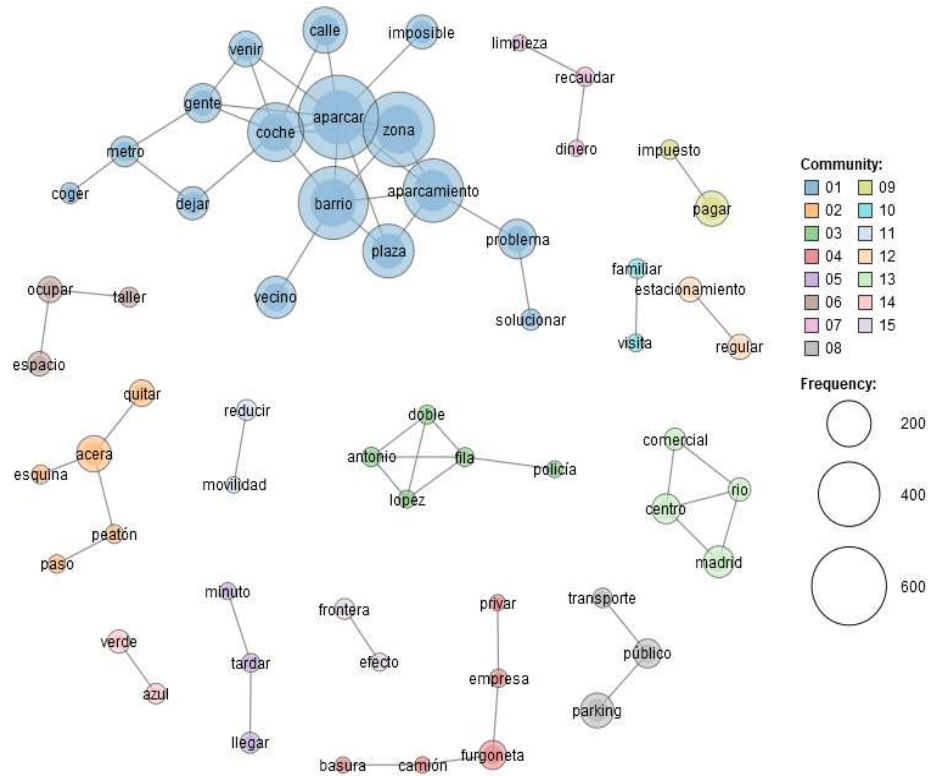 calle
imposible
venir
limpieza
recaudar
gente
aparcar
coche
zona
dinero
impuesto
metro
Community:
01 09
02 10
03 11
04 12
05 13
06 14
07 15
08
coger
dejar
barrio
aparcamiento
pagar
plaza
problema
familiar
estacionamiento
ocupar
taller
vecino
solucionar
visita
regular
espacio
Frequency:
200
400
600
quitar
reducir
doble
acera
antonio
fila
policía
comercial
esquina
movilidad
lopez
rio
centro
peatón
paso
madrid
minuto
frontera
privar
transporte
verde
tardar
efecto
empresa
público
azul
parking
llegar
basura
camión
furgoneta